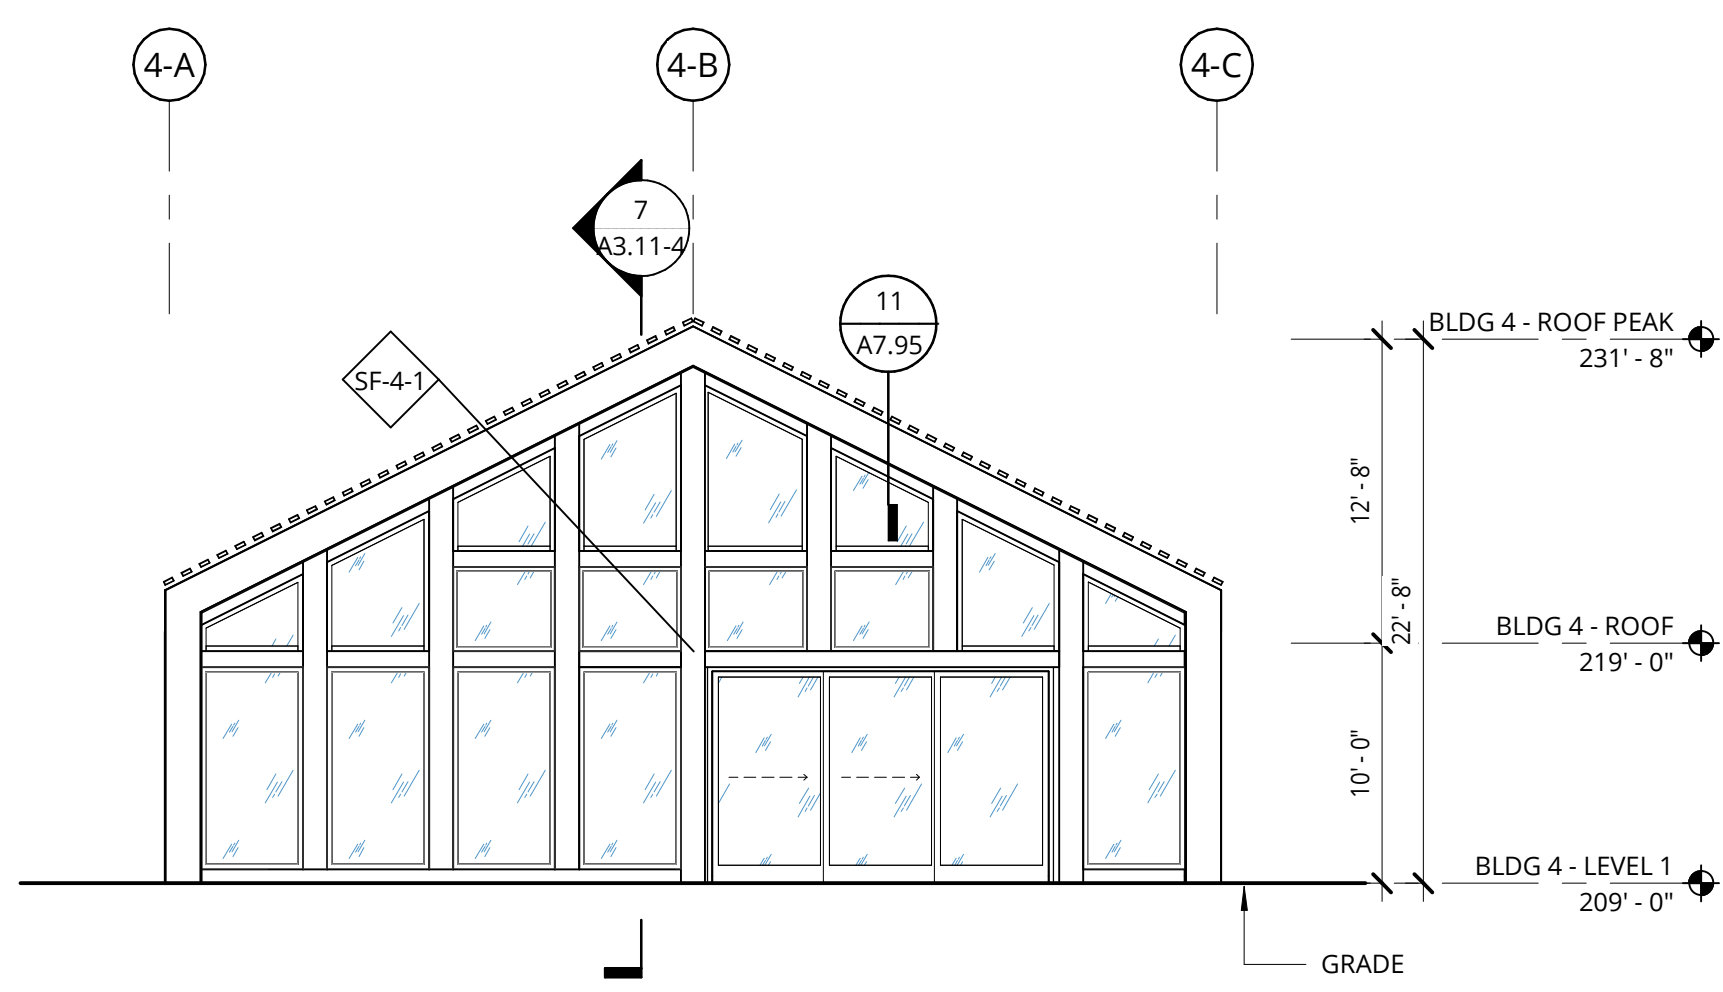 4-A
4-B
4-C
7
A3.11-4
11
A7.95
SF-4-1
BLDG 4 - ROOF PEAK
231' - 8"
12' - 8"
22' - 8"
BLDG 4 - ROOF
219' - 0"
10' - 0"
BLDG 4 - LEVEL 1
209' - 0"
GRADE